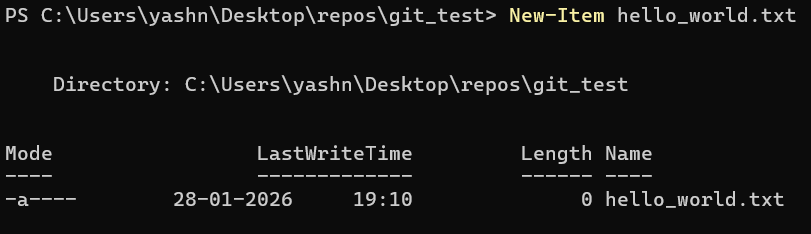 PS C:\Users\yashn\Desktop\repos\git_test> New-Item hello_world.txt
Directory: C:\Users\yashn\Desktop\repos\git_test
Mode LastWriteTime Length Name
---- ------------- ------ ----
-a---- 28-01-2026 19:10 0 hello_world.txt